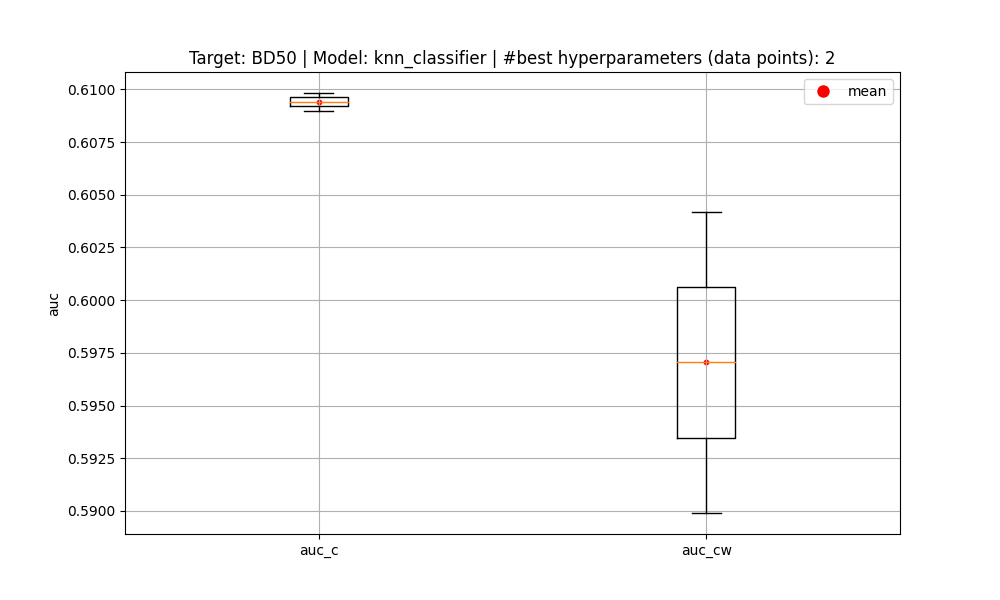 Target: BD50 | Model: knn_classifier | #best hyperparameters (data points): 2
mean
0.6100
0.6075
0.6050
0.6025
0.6000
0.5975
0.5950
0.5925
0.5900
auc
auc_c
auc_cw